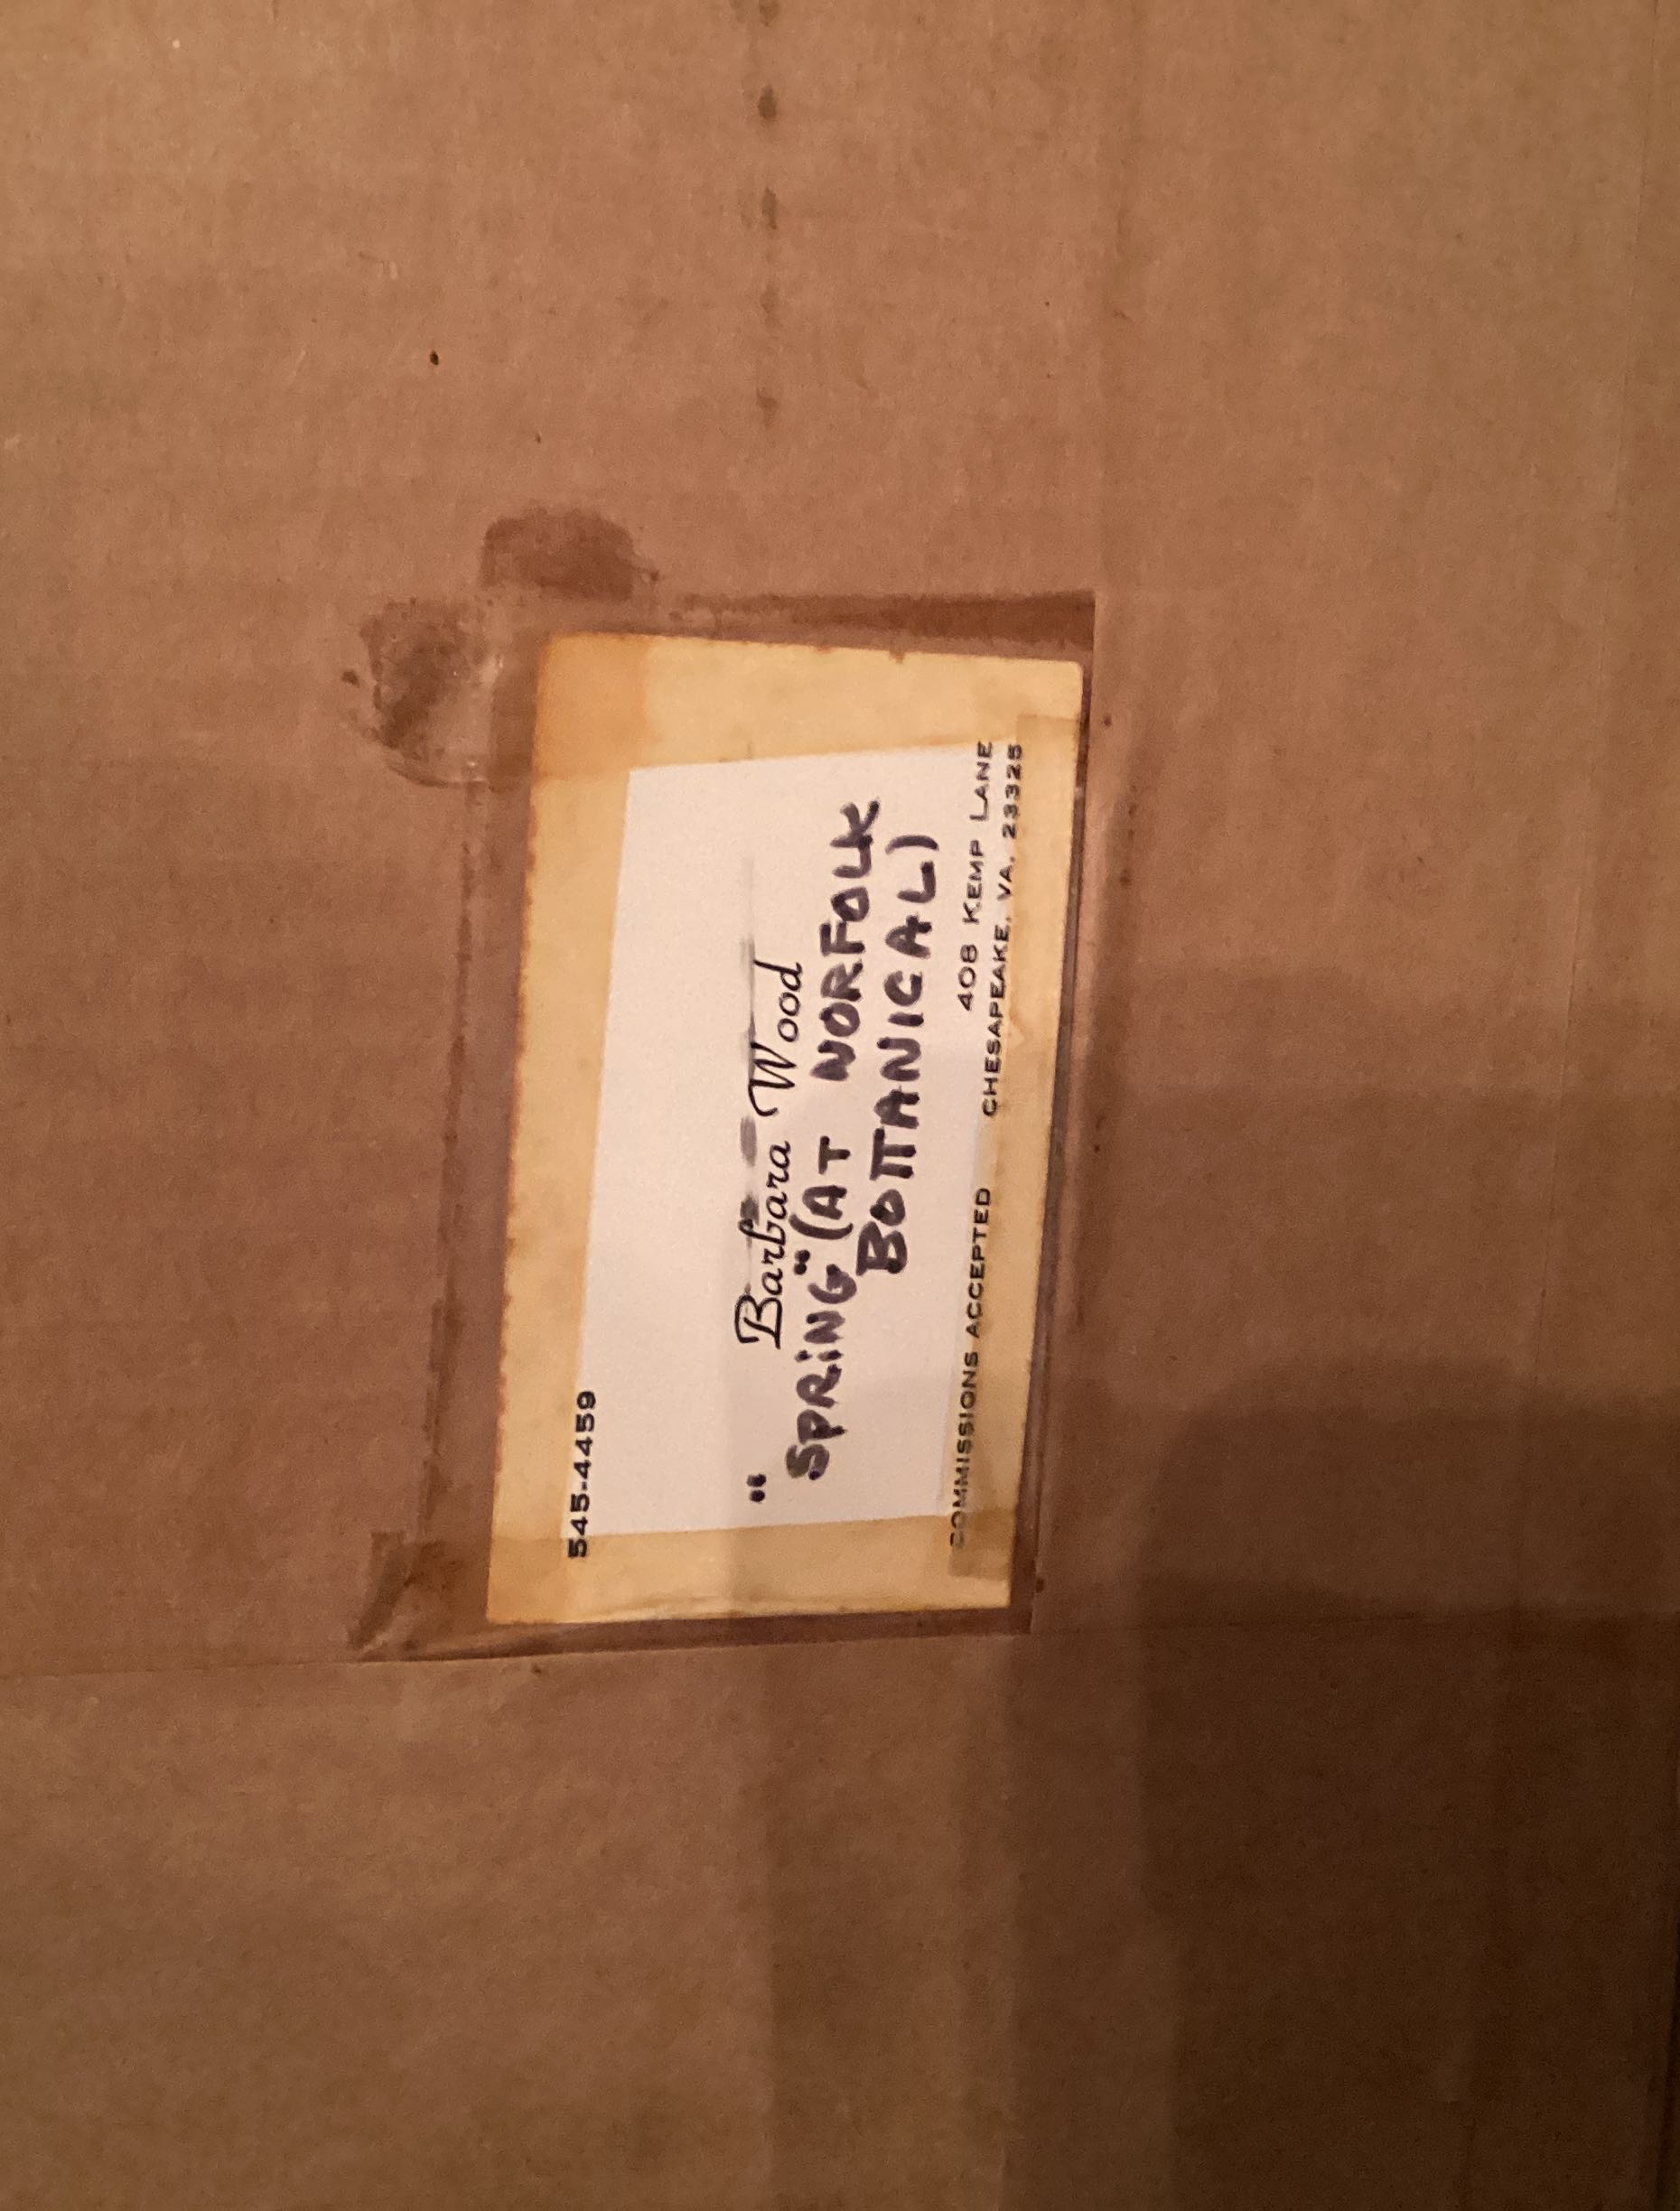 545-4459
Barbara Wood
"SPRiNG" (AT NORFOLK
BOTTANICAL)
408 KEMP LANE
COMMISSIONS ACCEPTED CHESAPEAKE, VA. 23325